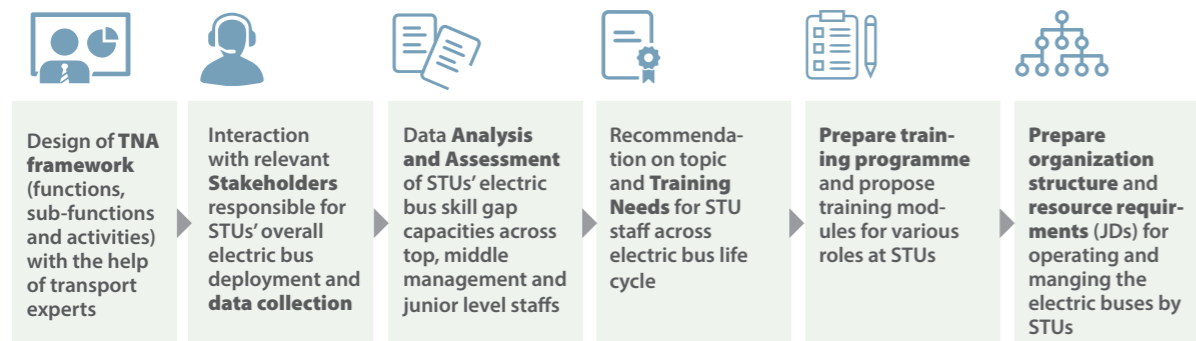 Design of TNA
framework
(functions,
sub-functions
and activities)
with the help
of transport
experts
Interaction
with relevant
Stakeholders
responsible for
STUs’ overall
electric bus
deployment and
data collection
Data Analysis
and Assessment
of STUs’ electric
bus skill gap
capacities across
top, middle
management and
junior level staffs
Recommenda-
tion on topic
and Training
Needs for STU
staff across
electric bus life
cycle
Prepare train-
ing programme
and propose
training mod-
ules for various
roles at STUs
Prepare
organization
structure and
resource requir-
ments (JDs) for
operating and
manging the
electric buses by
STUs